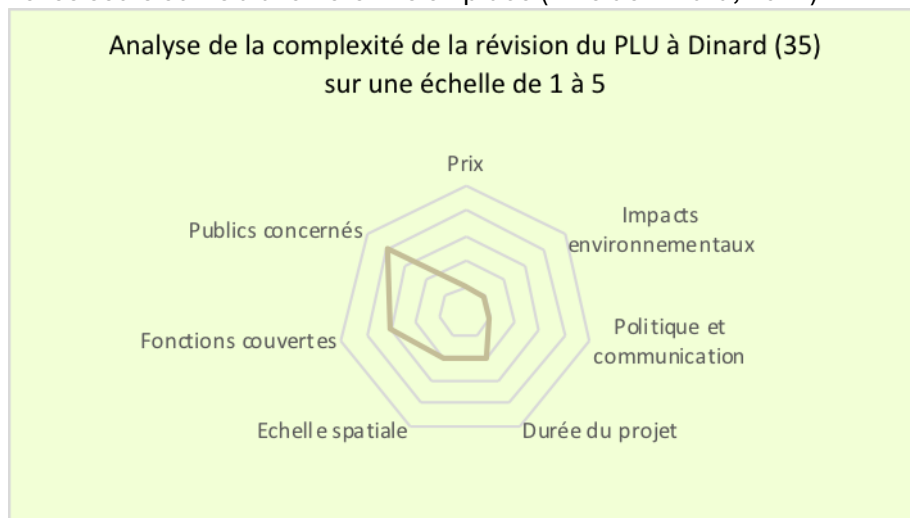 Analyse de la complexité de la révision du PLU à Dinard (35)
sur une échelle de 1 à 5
Prix
Impacts
environnementaux
Publics concernés
Politique et
communication
Fonctions couvertes
Echelle spatiale
Durée du projet